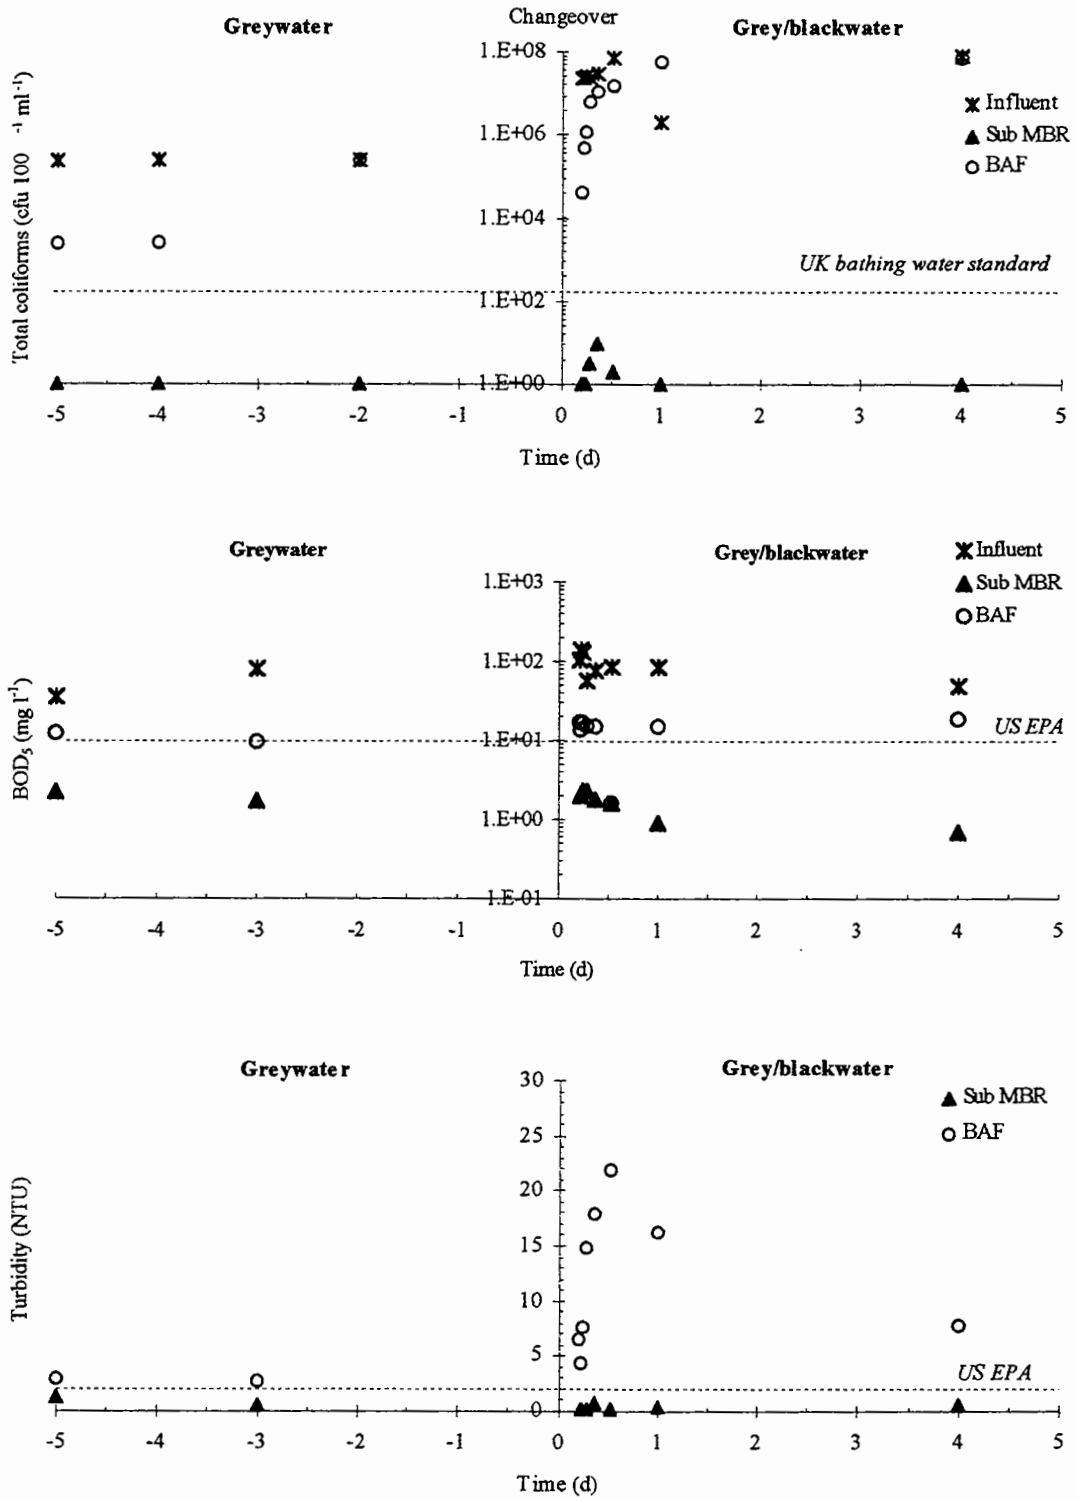 Greywater
Changeover
Grey/blackwater
1.E+08
1.E+06
1.E+04
1.E+02
1.E+00
Influent
Sub MBR
BAF
UK bathing water standard
Total coliforms (cfu 100 -1 ml-1)
-5 -4 -3 -2 -1 0 1 2 3 4 5
Time (d)
Greywater
Grey/blackwater
Influent
Sub MBR
BAF
1.E+03
1.E+02
1.E+01
1.E+00
1.E-01
US EPA
BOD5 (mg l-1)
-5 -4 -3 -2 -1 0 1 2 3 4 5
Time (d)
Greywater
Grey/blackwater
Sub MBR
BAF
30
25
20
15
10
5
0
US EPA
Turbidity (NTU)
-5 -4 -3 -2 -1 0 1 2 3 4 5
Time (d)